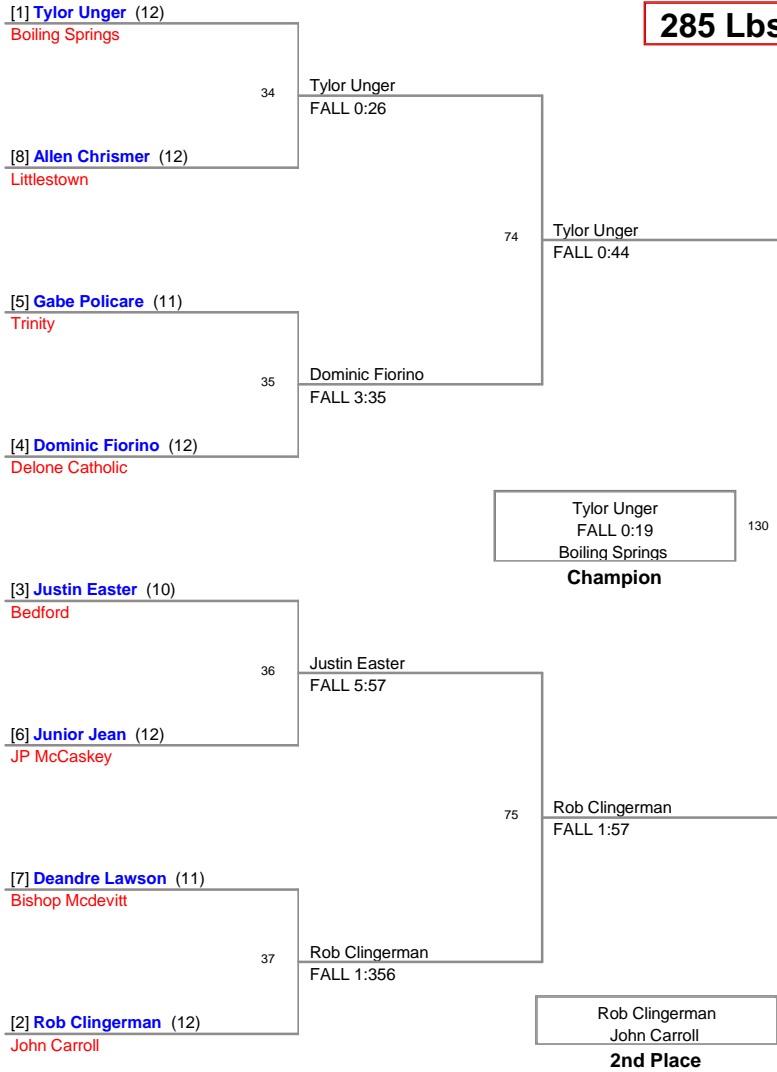 [1] Tylor Unger (12)
Boiling Springs
285 Lbs
34
Tylor Unger
FALL 0:26
[8] Allen Chrismer (12)
Littlestown
74
Tylor Unger
FALL 0:44
[5] Gabe Policare (11)
Trinity
35
Dominic Fiorino
FALL 3:35
[4] Dominic Fiorino (12)
Delone Catholic
Tylor Unger
FALL 0:19
Boiling Springs
130
Champion
[3] Justin Easter (10)
Bedford
36
Justin Easter
FALL 5:57
[6] Junior Jean (12)
JP McCaskey
75
Rob Clingerman
FALL 1:57
[7] Deandre Lawson (11)
Bishop Mcdevitt
37
Rob Clingerman
FALL 1:356
[2] Rob Clingerman (12)
John Carroll
Rob Clingerman
John Carroll
2nd Place